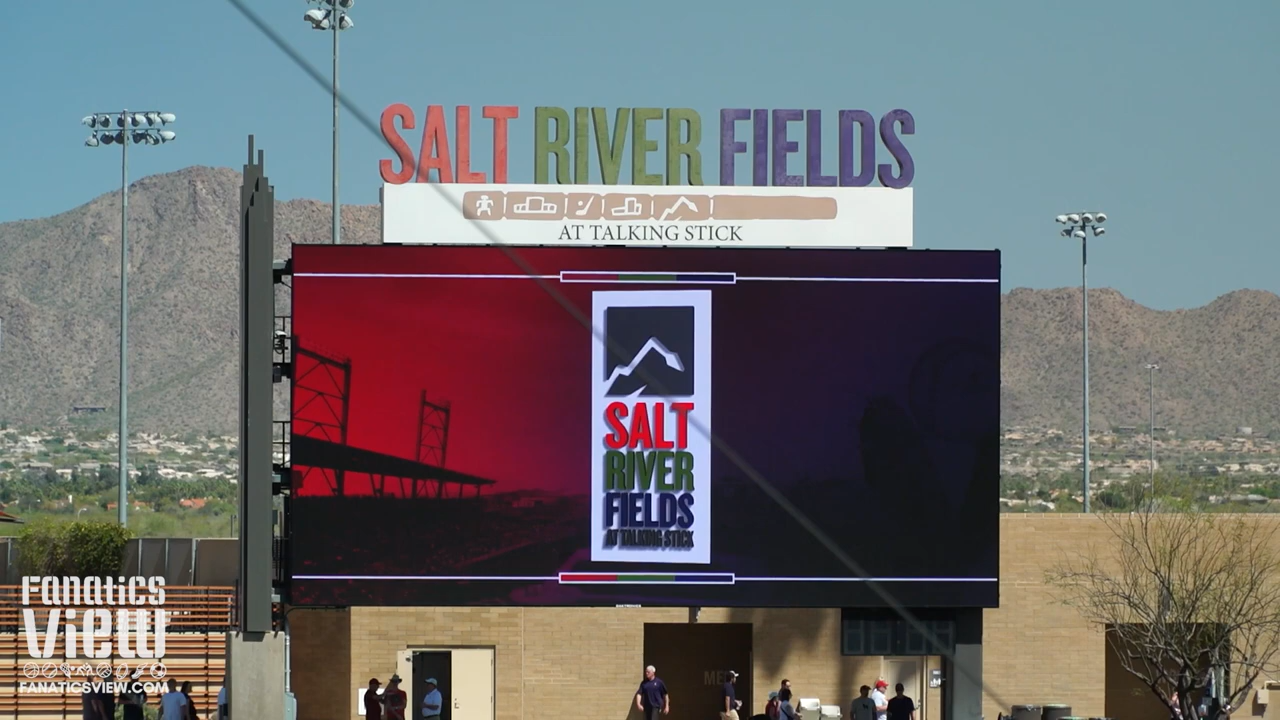 SALT RIVER FIELDS
AT TALKING STICK
SALT
RIVER
FIELDS
AT TALKING STICK
FANATICS
VIEW
FANATICSVIEW.COM